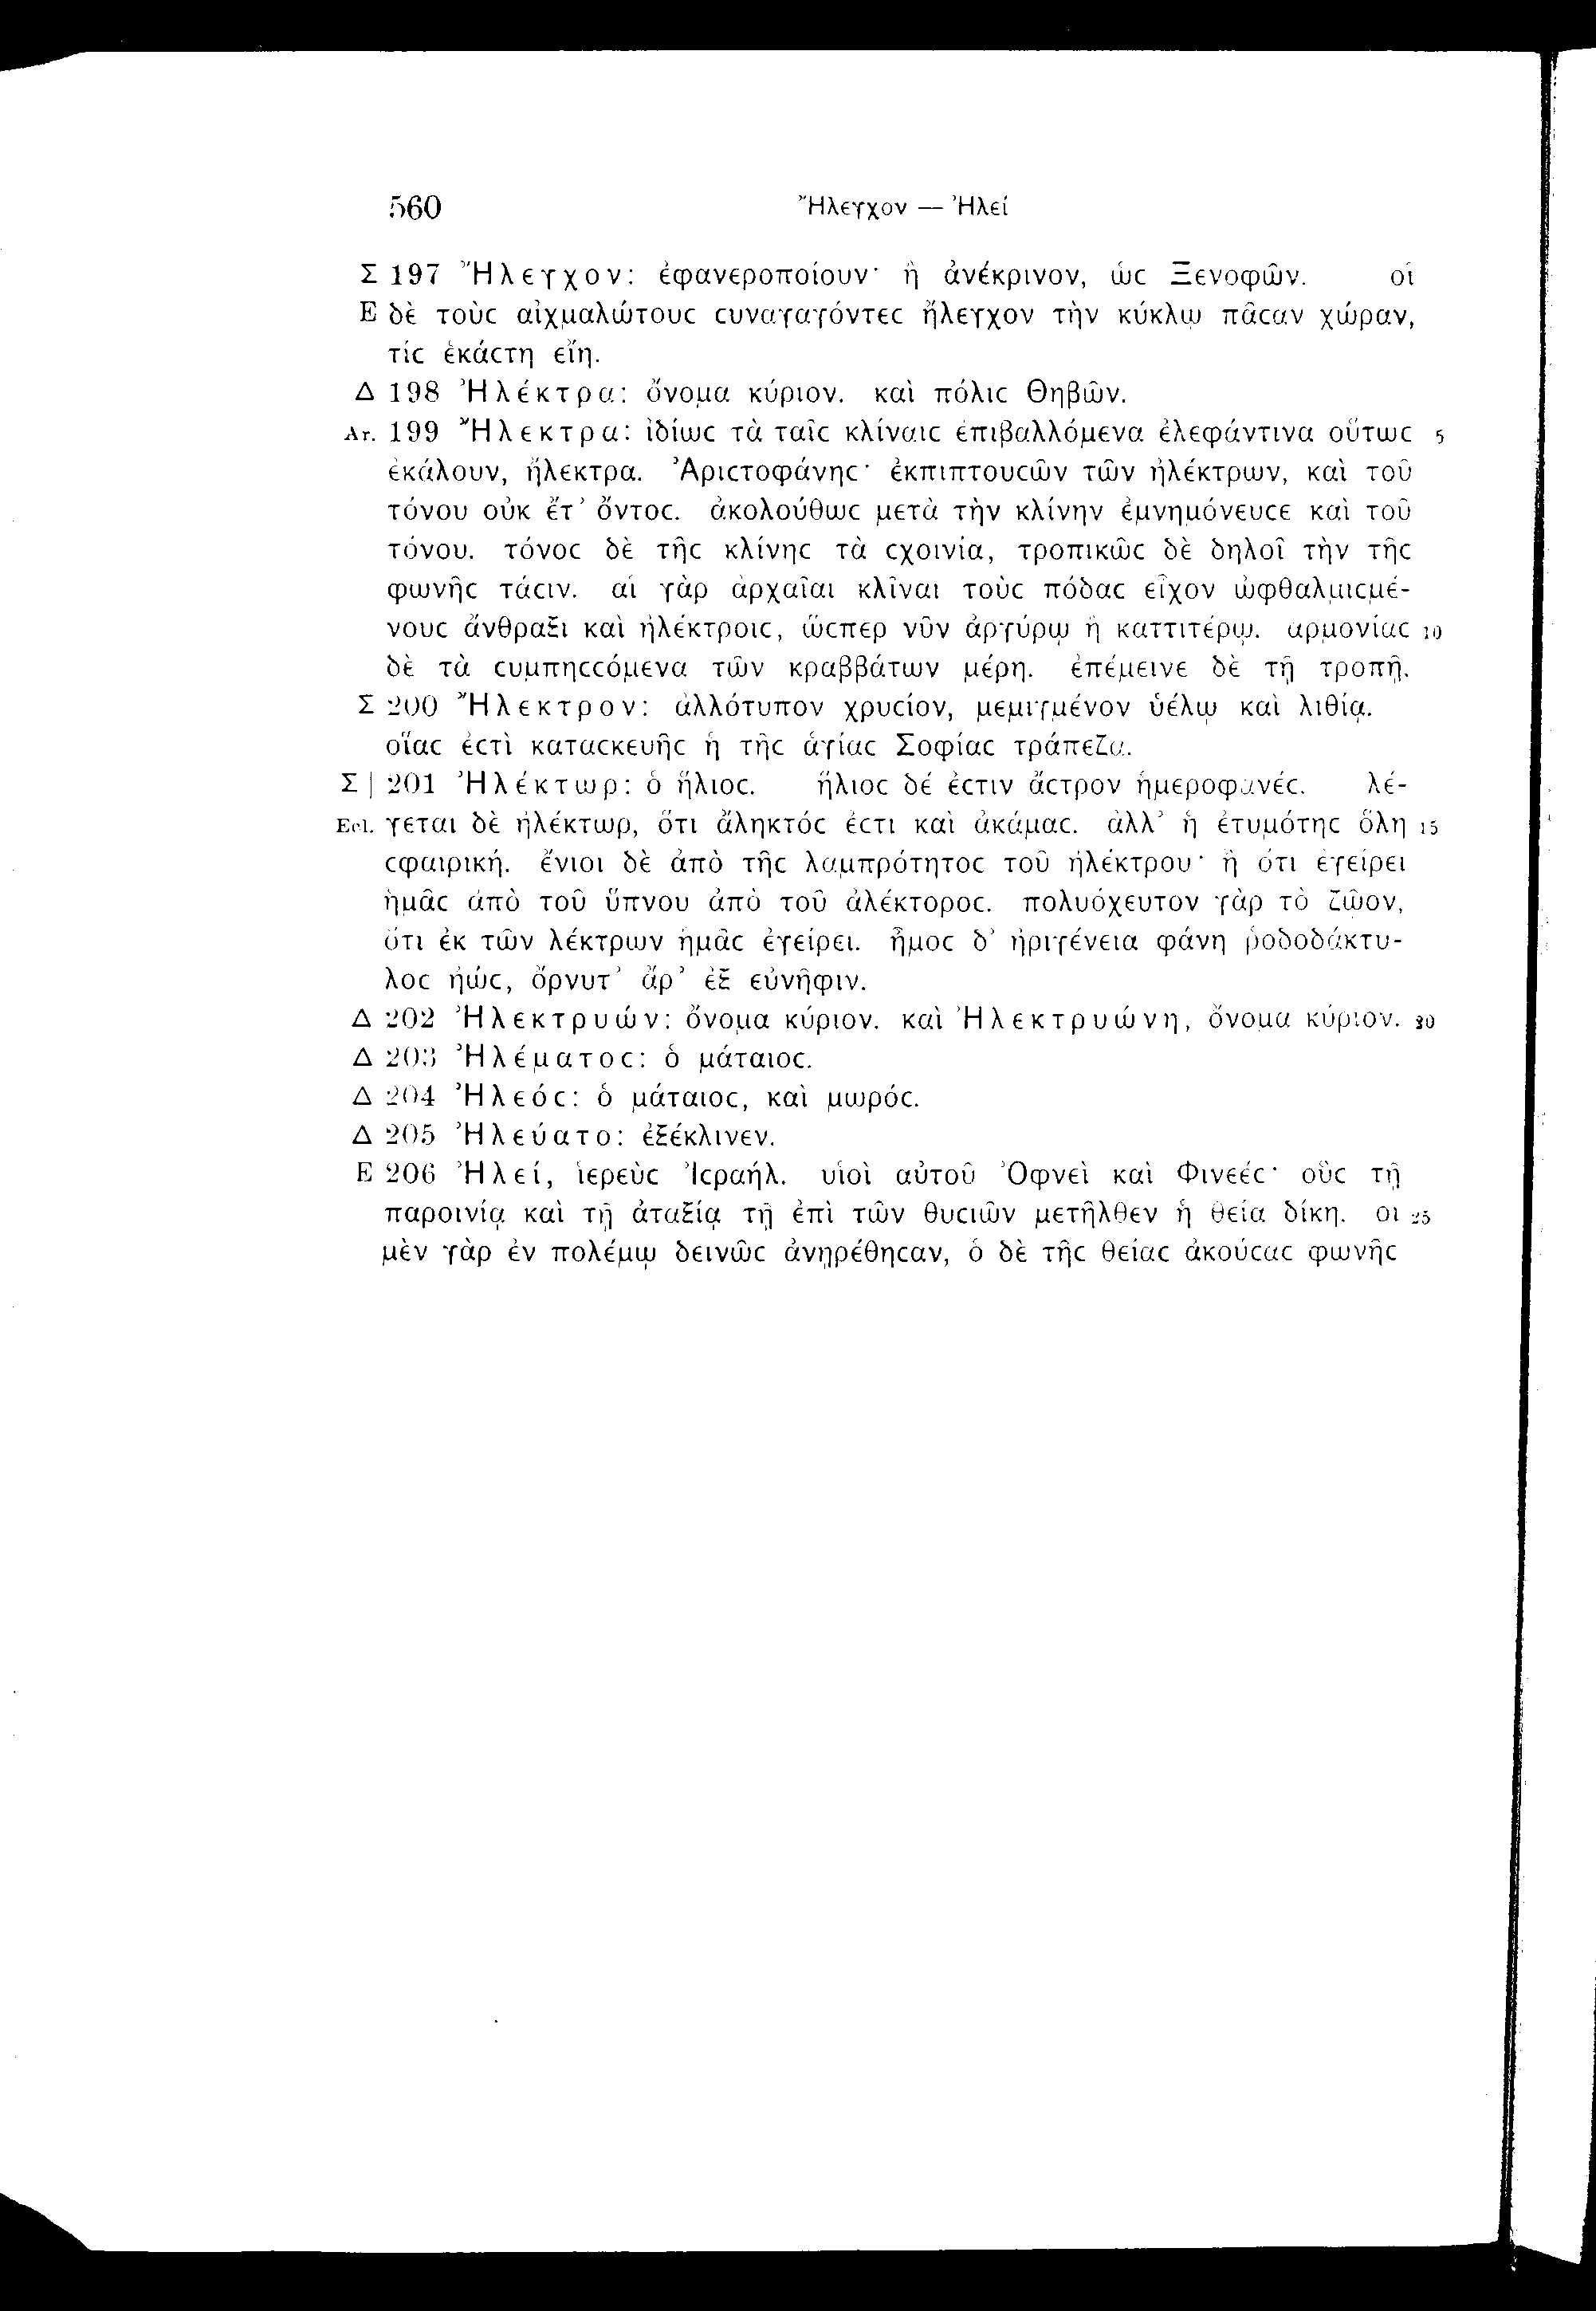 560 Ἤλεγχον — Ἠλεί
Σ 197 Ἤλεγχον: ἐφανεροποίουν· ἢ ἀνέκρινον, ὡϲ Ξενοφῶν. οἱ
E δὲ τοὺϲ αἰχμαλώτουϲ ϲυναγαγόντεϲ ἤλεγχον τὴν κύκλῳ πᾶϲαν χώραν,
τίϲ ἑκάϲτη εἴη.
Δ 198 Ἠλέκτρα: ὄνομα κύριον. καὶ πόλιϲ Θηβῶν.
Ar. 199 Ἤλεκτρα: ἰδίωϲ τὰ ταῖϲ κλίναιϲ ἐπιβαλλόμενα ἐλεφάντινα οὕτωϲ 5
ἐκάλουν, ἤλεκτρα. Ἀριϲτοφάνηϲ· ἐκπιπτουϲῶν τῶν ἠλέκτρων, καὶ τοῦ
τόνου οὐκ ἔτ’ ὄντοϲ. ἀκολούθωϲ μετὰ τὴν κλίνην ἐμνημόνευϲε καὶ τοῦ
τόνου. τόνοϲ δὲ τῆϲ κλίνηϲ τὰ ϲχοινία, τροπικῶϲ δὲ δηλοῖ τὴν τῆϲ
φωνῆϲ τάϲιν. αἱ γὰρ ἀρχαῖαι κλῖναι τοὺϲ πόδαϲ εἶχον ὠφθαλμιϲμέ-
νουϲ ἄνθραξι καὶ ἠλέκτροιϲ, ὥϲπερ νῦν ἀργύρῳ ἢ καττιτέρῳ. ἁρμονίαϲ 10
δὲ τὰ ϲυμπηϲϲόμενα τῶν κραββάτων μέρη. ἐπέμεινε δὲ τῇ τροπῇ.
Σ 200 Ἤλεκτρον: ἀλλότυπον χρυϲίον, μεμιγμένον ὑέλῳ καὶ λιθίᾳ.
οἵαϲ ἐϲτὶ καταϲκευῆϲ ἡ τῆϲ ἁγίαϲ Σοφίαϲ τράπεζα.
Σ | 201 Ἠλέκτωρ: ὁ ἥλιοϲ. ἥλιοϲ δέ ἐϲτιν ἄϲτρον ἡμεροφανέϲ. λέ-
Ecl. γεται δὲ ἠλέκτωρ, ὅτι ἄληκτόϲ ἐϲτι καὶ ἀκάμαϲ. ἀλλ’ ἡ ἐτυμότηϲ ὅλη 15
ϲφαιρική. ἔνιοι δὲ ἀπὸ τῆϲ λαμπρότητοϲ τοῦ ἠλέκτρου· ἢ ὅτι ἐγείρει
ἡμᾶϲ ἀπὸ τοῦ ὕπνου ἀπὸ τοῦ ἀλέκτοροϲ. πολυόχευτον γὰρ τὸ ζῶον,
ὅτι ἐκ τῶν λέκτρων ἡμᾶϲ ἐγείρει. ἦμοϲ δ’ ἠριγένεια φάνη ῥοδοδάκτυ-
λοϲ ἠώϲ, ὄρνυτ’ ἄρ’ ἐξ εὐνῆφιν.
Δ 202 Ἠλεκτρυών: ὄνομα κύριον. καὶ Ἠλεκτρυώνη, ὄνομα κύριον. 20
Δ 203 Ἠλέματοϲ: ὁ μάταιοϲ.
Δ 204 Ἠλεόϲ: ὁ μάταιοϲ, καὶ μωρόϲ.
Δ 205 Ἠλεύατο: ἐξέκλινεν.
E 206 Ἠλεί, ἱερεὺϲ Ἰϲραήλ. υἱοὶ αὐτοῦ Ὀφνεὶ καὶ Φινεέϲ· οὓϲ τῇ
παροινίᾳ καὶ τῇ ἀταξίᾳ τῇ ἐπὶ τῶν θυϲιῶν μετῆλθεν ἡ θεία δίκη. οἱ 25
μὲν γὰρ ἐν πολέμῳ δεινῶϲ ἀνῃρέθηϲαν, ὁ δὲ τῆϲ θείαϲ ἀκούϲαϲ φωνῆϲ